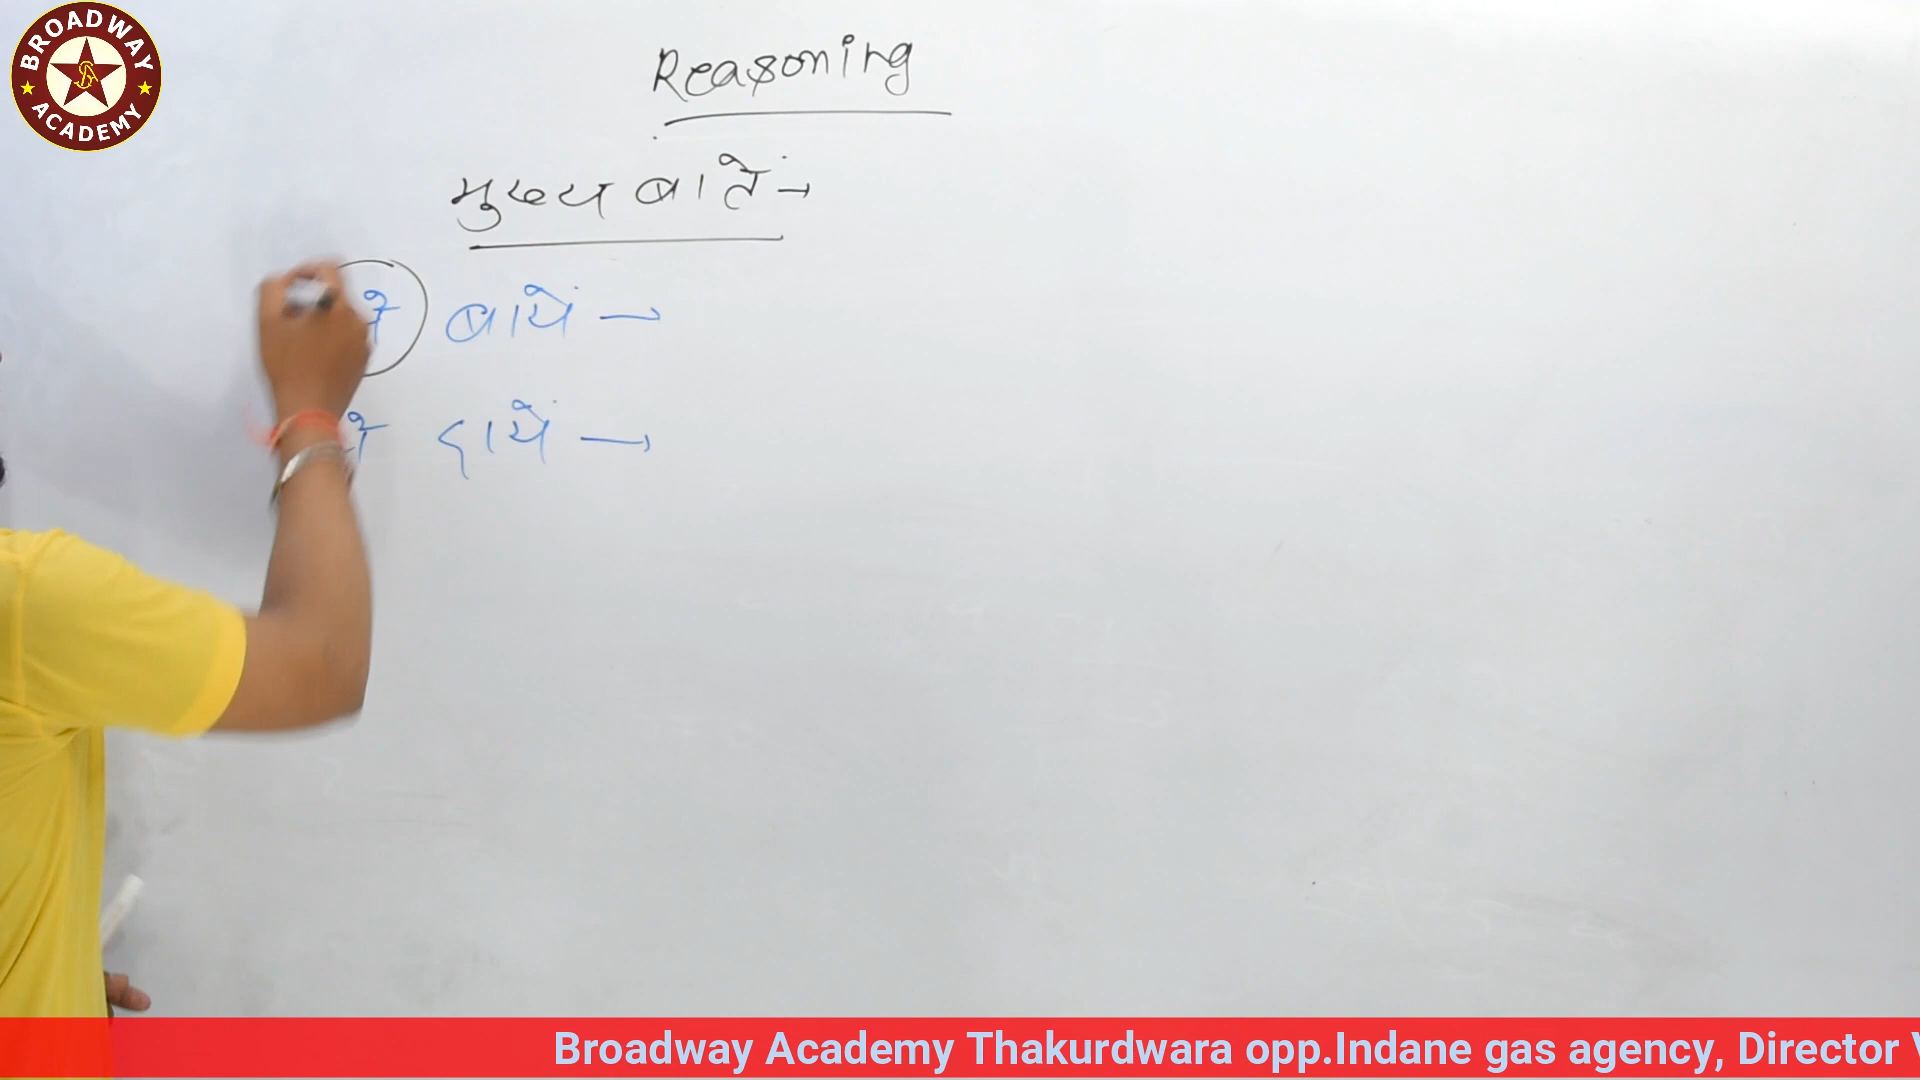 BROADWAY ACADEMY
Reasoning
मुख्य बातें →
बायें →
दायें →
Broadway Academy Thakurdwara opp.Indane gas agency, Director